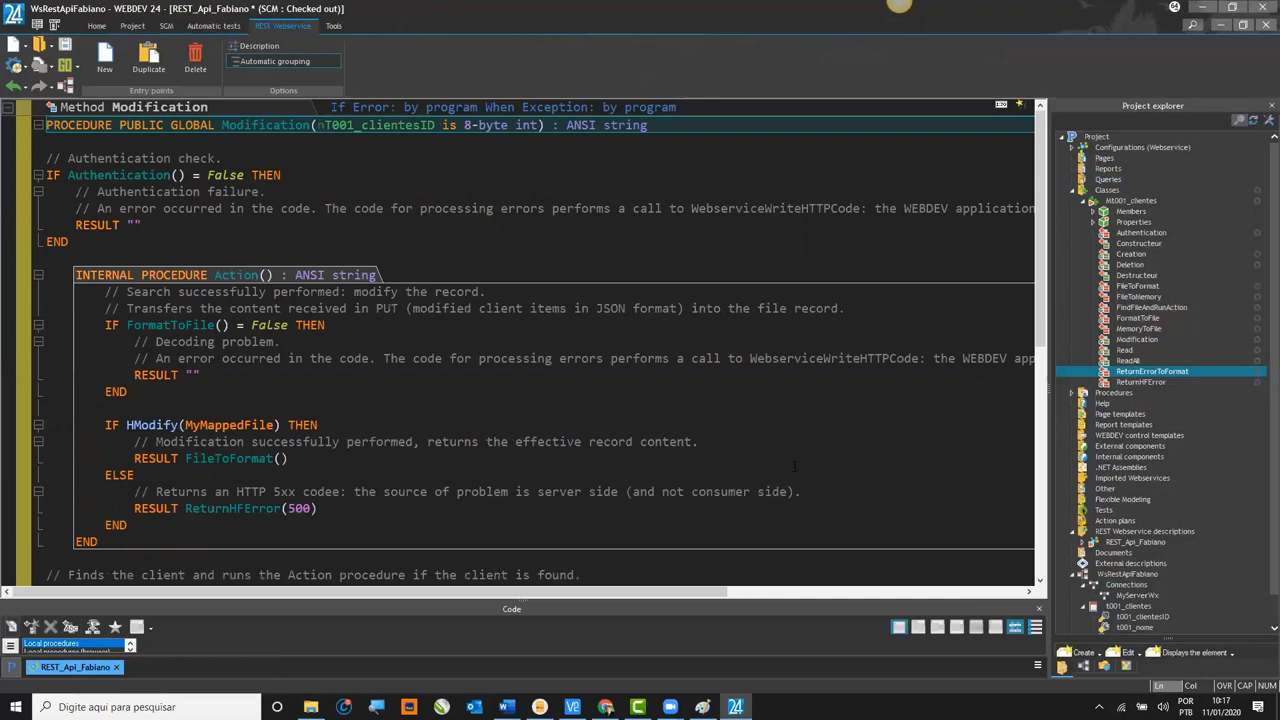 WsRestApiFabiano - WEBDEV 24 - [REST_Api_Fabiano * (SCM : Checked out)]
24
64
Home Project SCM Automatic tests REST Webservice Tools
GO
New Duplicate Delete
Entry points
Description
Automatic grouping
Options
Method Modification If Error: by program When Exception: by program
PROCEDURE PUBLIC GLOBAL Modification(nT001_clientesID is 8-byte int) : ANSI string
// Authentication check.
IF Authentication() = False THEN
// Authentication failure.
// An error occurred in the code. The code for processing errors performs a call to WebserviceWriteHTTPCode: the WEBDEV application
RESULT ""
END
INTERNAL PROCEDURE Action() : ANSI string
// Search successfully performed: modify the record.
// Transfers the content received in PUT (modified client items in JSON format) into the file record.
IF FormatToFile() = False THEN
// Decoding problem.
// An error occurred in the code. The code for processing errors performs a call to WebserviceWriteHTTPCode: the WEBDEV app
RESULT ""
END
IF HModify(MyMappedFile) THEN
// Modification successfully performed, returns the effective record content.
RESULT FileToFormat()
ELSE
// Returns an HTTP 5xx codee: the source of problem is server side (and not consumer side).
RESULT ReturnHFError(500)
END
END
// Finds the client and runs the Action procedure if the client is found.
Code
Local procedures
Local procedures (browser)
REST_Api_Fabiano
Project explorer
Project
Configurations (Webservice)
Pages
Reports
Queries
Classes
Mt001_clientes
Members
Properties
Authentication
Constructeur
Creation
Deletion
Destructeur
FileToFormat
FileToMemory
FindFileAndRunAction
FormatToFile
MemoryToFile
Modification
Read
ReadAll
ReturnErrorToFormat
ReturnHFError
Procedures
Help
Page templates
Report templates
WEBDEV control templates
External components
Internal components
.NET Assemblies
Imported Webservices
Other
Flexible Modeling
Tests
Action plans
REST Webservice descriptions
REST_Api_Fabiano
Documents
External descriptions
WsRestApiFabiano
Connections
MyServerWx
t001_clientes
t001_clientesID
t001_nome
Create Edit Displays the element
Ln Col OVR CAP NUM
Digite aqui para pesquisar
24
POR
PTB
10:17
11/01/2020